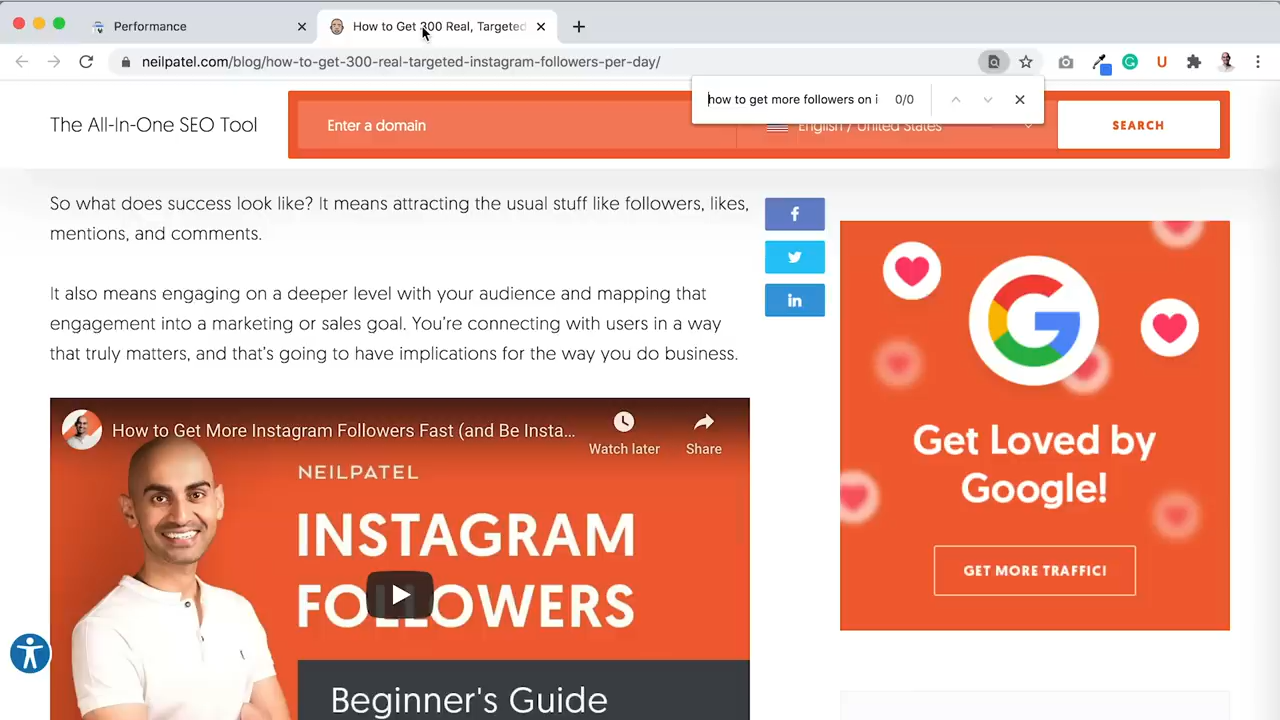 Performance
How to Get 300 Real, Targeted
neilpatel.com/blog/how-to-get-300-real-targeted-instagram-followers-per-day/
how to get more followers on i
0/0
The All-In-One SEO Tool
Enter a domain
English / United States
SEARCH
So what does success look like? It means attracting the usual stuff like followers, likes,
mentions, and comments.
It also means engaging on a deeper level with your audience and mapping that
engagement into a marketing or sales goal. You’re connecting with users in a way
that truly matters, and that’s going to have implications for the way you do business.
How to Get More Instagram Followers Fast (and Be Insta...
Watch later
Share
NEILPATEL
INSTAGRAM
FOLLOWERS
Beginner's Guide
Get Loved by
Google!
GET MORE TRAFFIC!